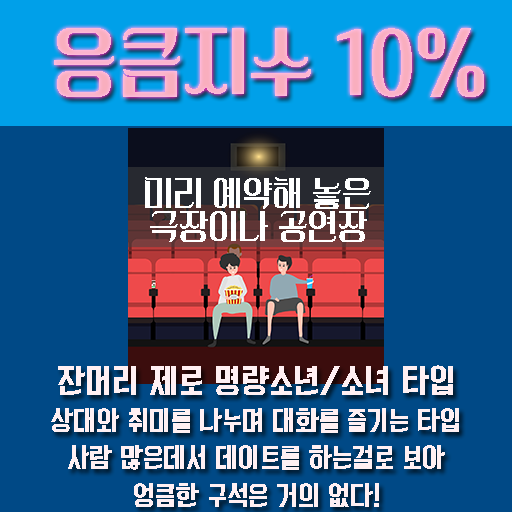 응큼지수 10%
미리 예약해 놓은
극장이나 공연장
잔머리 제로 명량소년/소녀 타입
상대와 취미를 나누며 대화를 즐기는 타입
사람 많은데서 데이트를 하는걸로 보아
엉큼한 구석은 거의 없다!